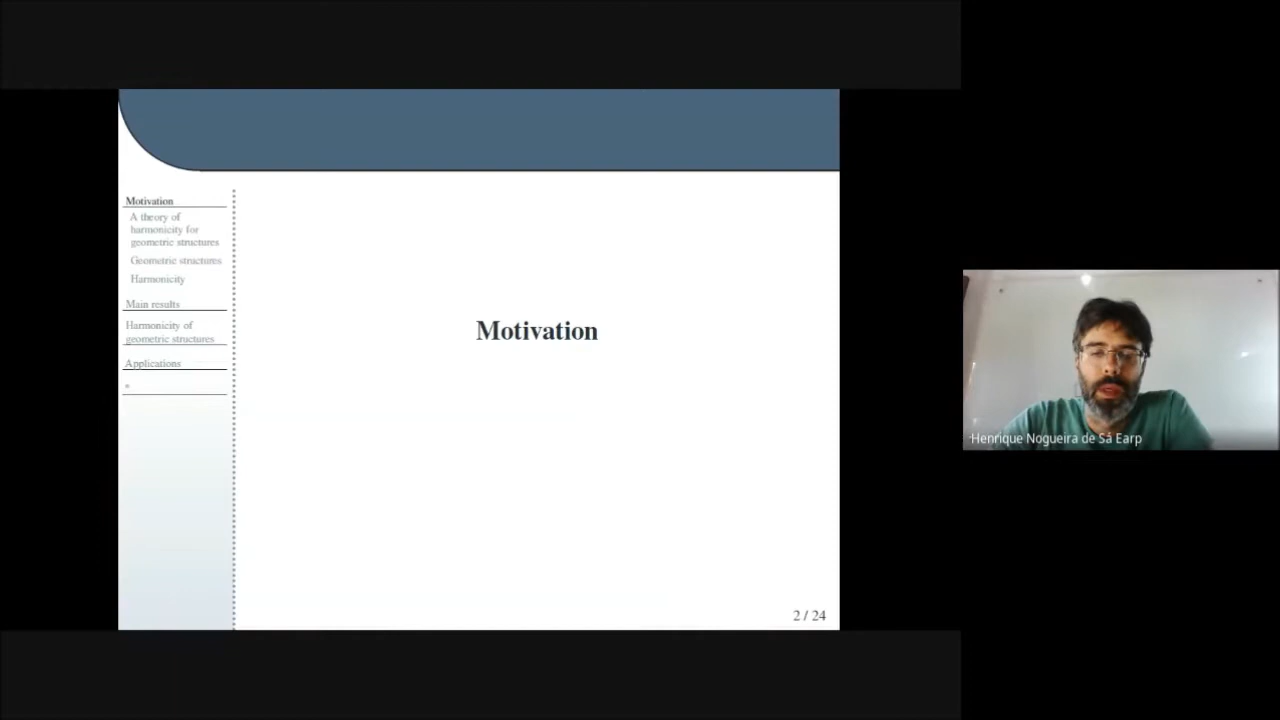 Motivation
A theory of
harmonicity for
geometric structures
Geometric structures
Harmonicity
Main results
Harmonicity of
geometric structures
Applications
Motivation
2 / 24
Henrique Nogueira de Sá Earp